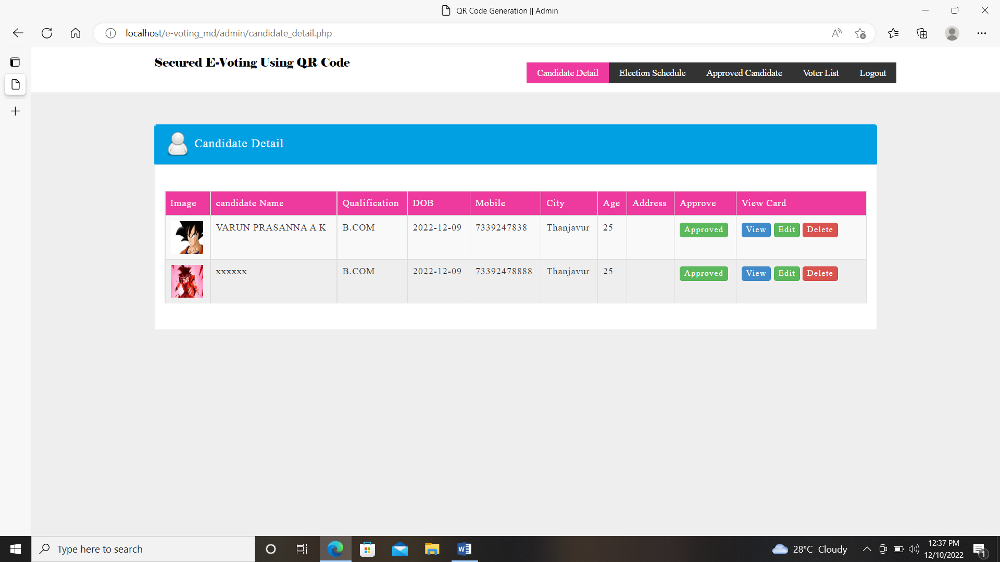 QR Code Generation || Admin
localhost/e-voting_md/admin/candidate_detail.php
Secured E-Voting Using QR Code
Candidate Detail Election Schedule Approved Candidate Voter List Logout
Candidate Detail
Image candidate Name Qualification DOB Mobile City Age Address Approve View Card
VARUN PRASANNA A K B.COM 2022-12-09 7339247838 Thanjavur 25 Approved View Edit Delete
xxxxxx B.COM 2022-12-09 73392478888 Thanjavur 25 Approved View Edit Delete
Type here to search
28°C Cloudy
12:37 PM
12/10/2022
1